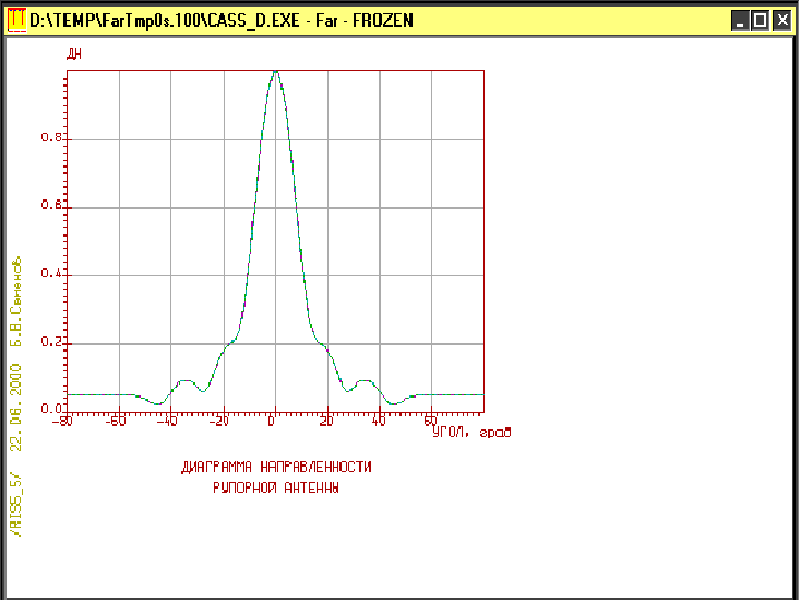 D:\TEMP\FarTmp0s.100\CASS_D.EXE - Far - FROZEN
ДН
0.8
0.6
0.4
0.2
0.0
-80 -60 -40 -20 0 20 40 60
УГОЛ, град
ДИАГРАММА НАПРАВЛЕННОСТИ
РУПОРНОЙ АНТЕННЫ
/RISS_5/ 22.06.2000 Б.В.Семенов